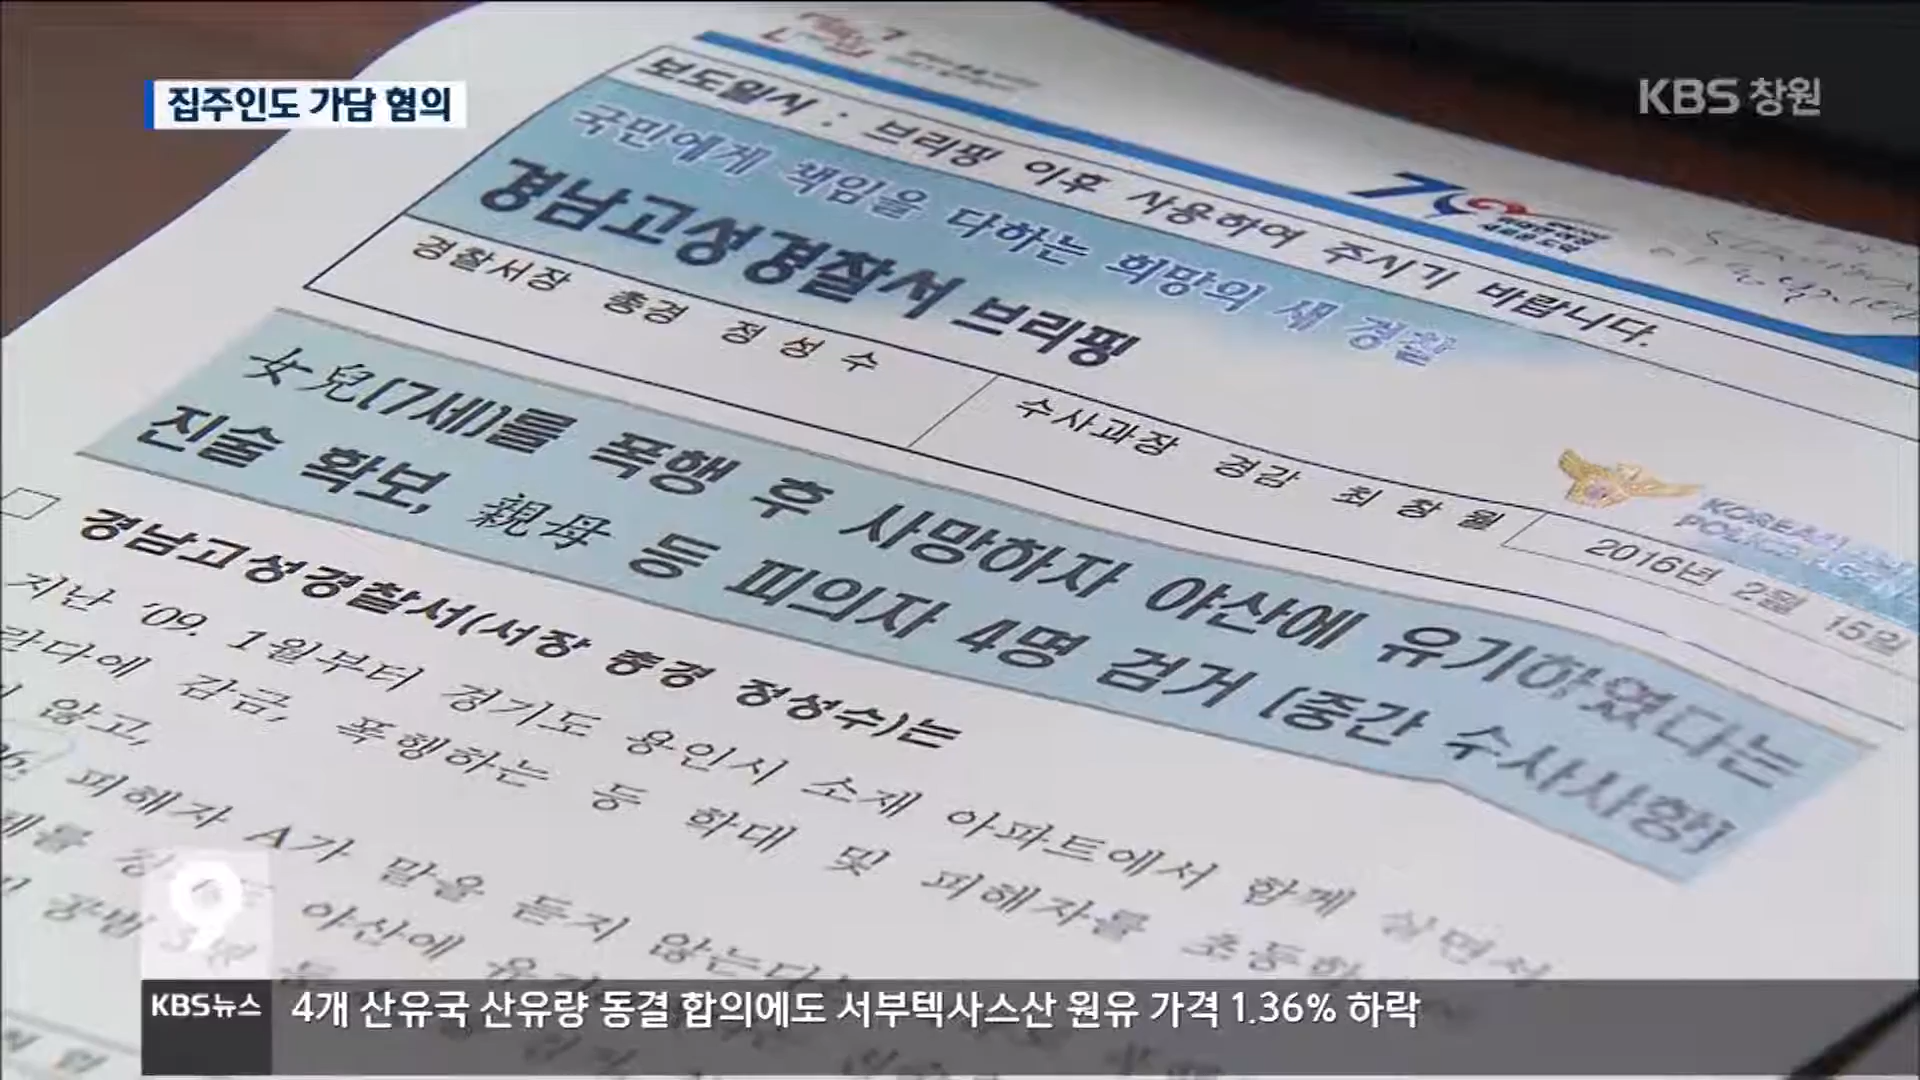 집주인도 가담 혐의
KBS 창원
보도일시 : 브리핑 이후 사용하여 주시기 바랍니다.
국민에게 책임을 다하는 희망의 새 경찰
경남고성경찰서 브리핑
경찰서장 총경 정성수
수사과장 경감 최창월
2016년 2월 15일
女兒(7세)를 폭행 후 사망하자 야산에 유기하였다는
진술 확보, 親母 등 피의자 4명 검거 [중간 수사사항]
□ 경남고성경찰서(서장 총경 정성수)는
지난 '09. 1월부터 경기도 용인시 소재 아파트에서 함께 살면서
란다에 감금, 폭행하는 등 학대 및 피해자를
않고,
피해자 A가 말을 듣지 않는다
야산에
9
KBS뉴스
4개 산유국 산유량 동결 합의에도 서부텍사스산 원유 가격 1.36% 하락